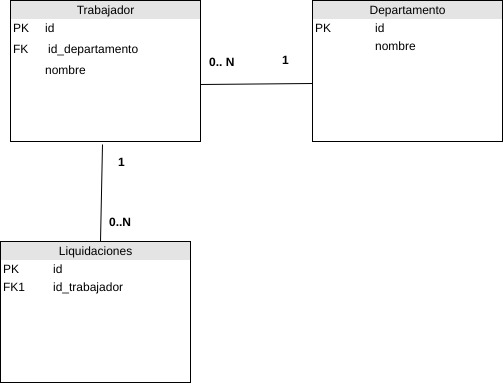 Trabajador
PK id
FK id_departamento
nombre
0.. N 1
Departamento
PK id
nombre
1
0..N
Liquidaciones
PK id
FK1 id_trabajador